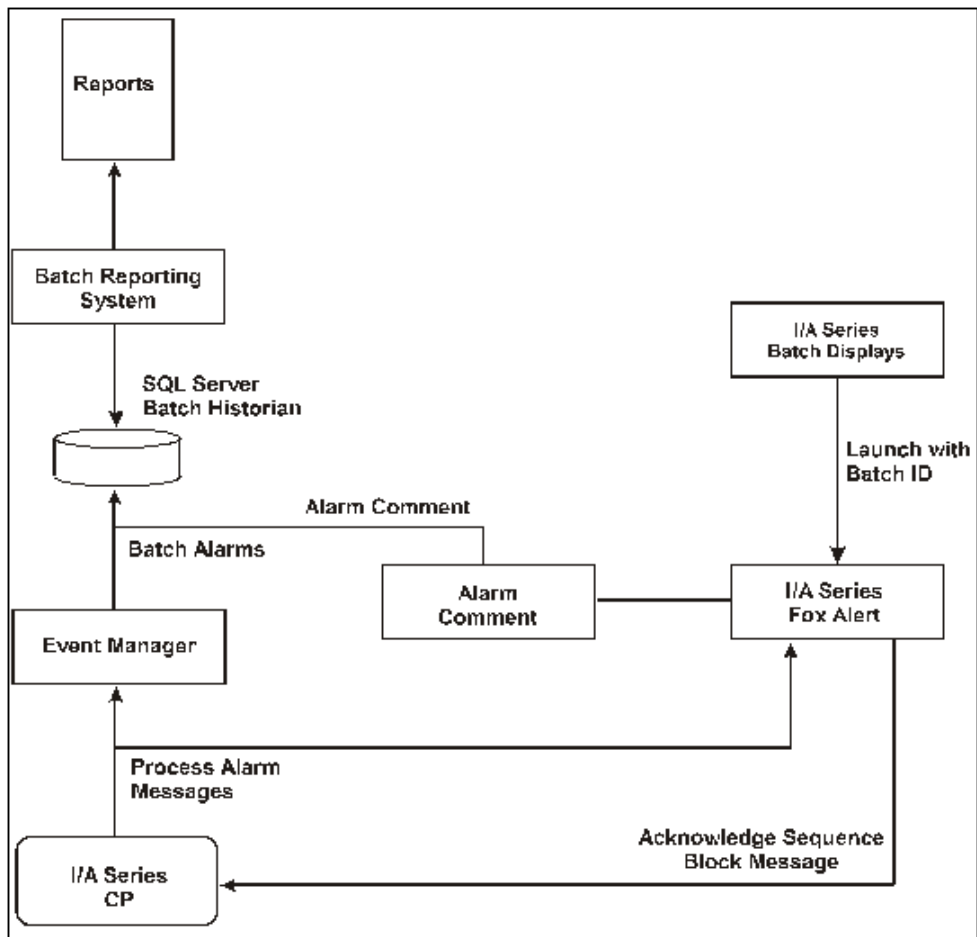 Reports
Batch Reporting
System
I/A Series
Batch Displays
SQL Server
Batch Historian
Launch with
Batch ID
Alarm Comment
Batch Alarms
Alarm
Comment
I/A Series
Fox Alert
Event Manager
Process Alarm
Messages
Acknowledge Sequence
Block Message
I/A Series
CP